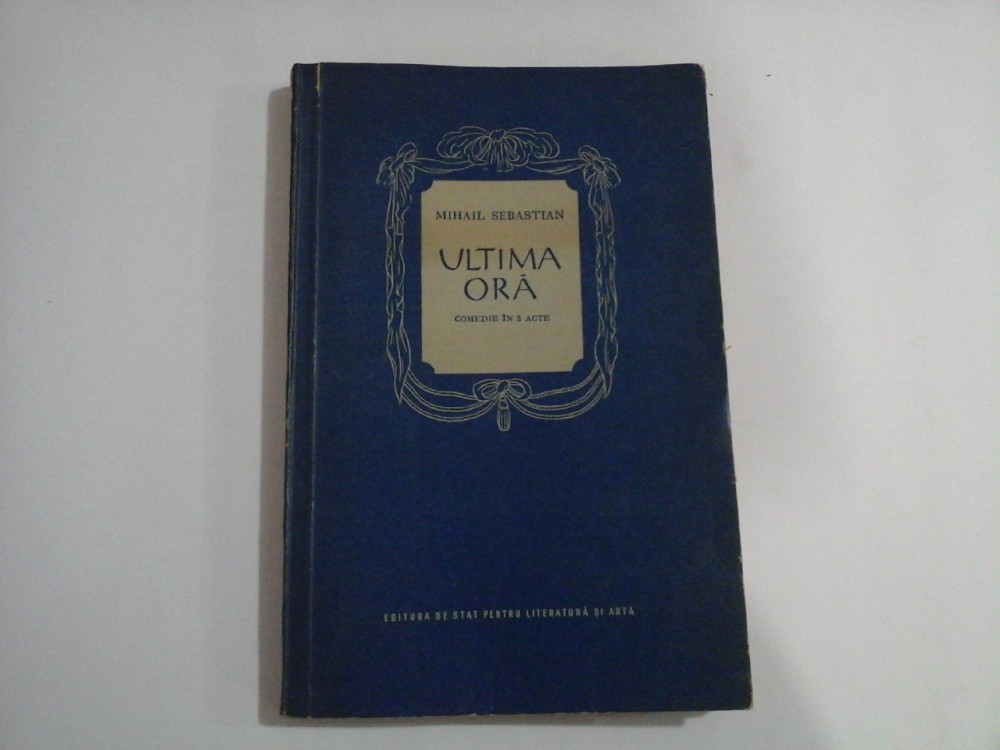 MIHAIL SEBASTIAN
ULTIMA
ORĂ
COMEDIE ÎN 3 ACTE
EDITURA DE STAT PENTRU LITERATURĂ ȘI ARTĂ